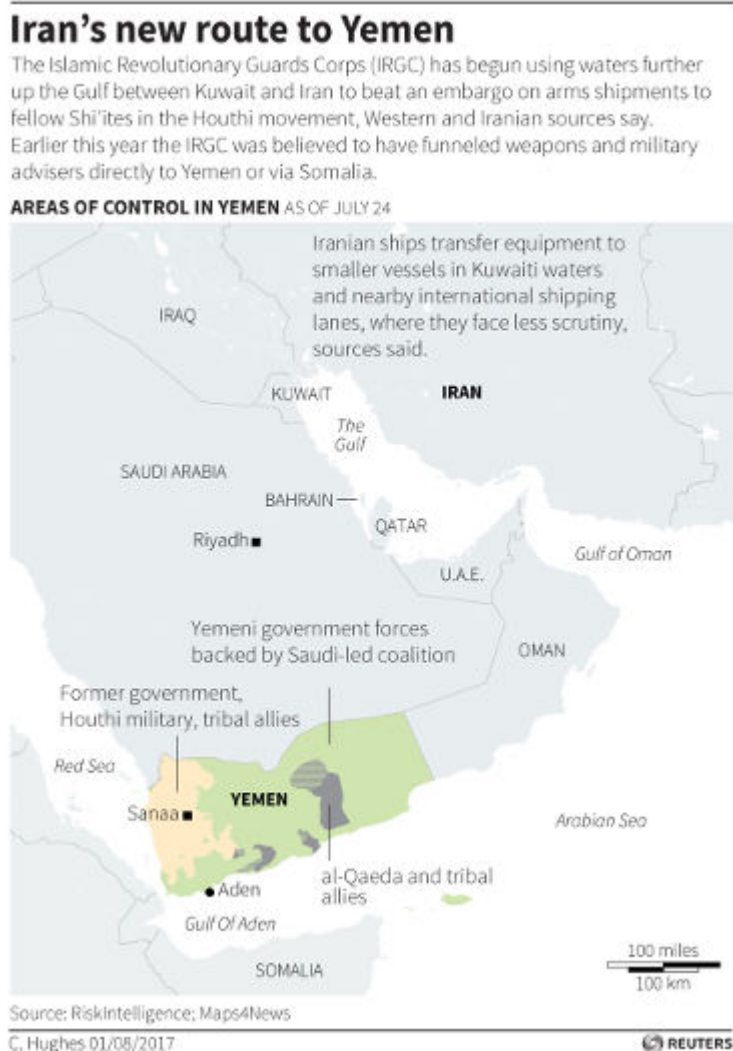 Iran's new route to Yemen
The Islamic Revolutionary Guards Corps (IRGC) has begun using waters further
up the Gulf between Kuwait and Iran to beat an embargo on arms shipments to
fellow Shi'ites in the Houthi movement, Western and Iranian sources say.
Earlier this year the IRGC was believed to have funneled weapons and military
advisers directly to Yemen or via Somalia.
AREAS OF CONTROL IN YEMEN AS OF JULY 24
Iranian ships transfer equipment to
smaller vessels in Kuwaiti waters
and nearby international shipping
lanes, where they face less scrutiny,
sources said.
IRAQ
KUWAIT
IRAN
The
Gulf
SAUDI ARABIA
BAHRAIN
QATAR
Riyadh
Gulf of Oman
U.A.E.
Yemeni government forces
backed by Saudi-led coalition
OMAN
Former government,
Houthi military, tribal allies
Red Sea
YEMEN
Sanaa
Arabian Sea
al-Qaeda and tribal
allies
Aden
Gulf Of Aden
100 miles
100 km
SOMALIA
Source: RiskIntelligence; Maps4News
C. Hughes 01/08/2017
REUTERS